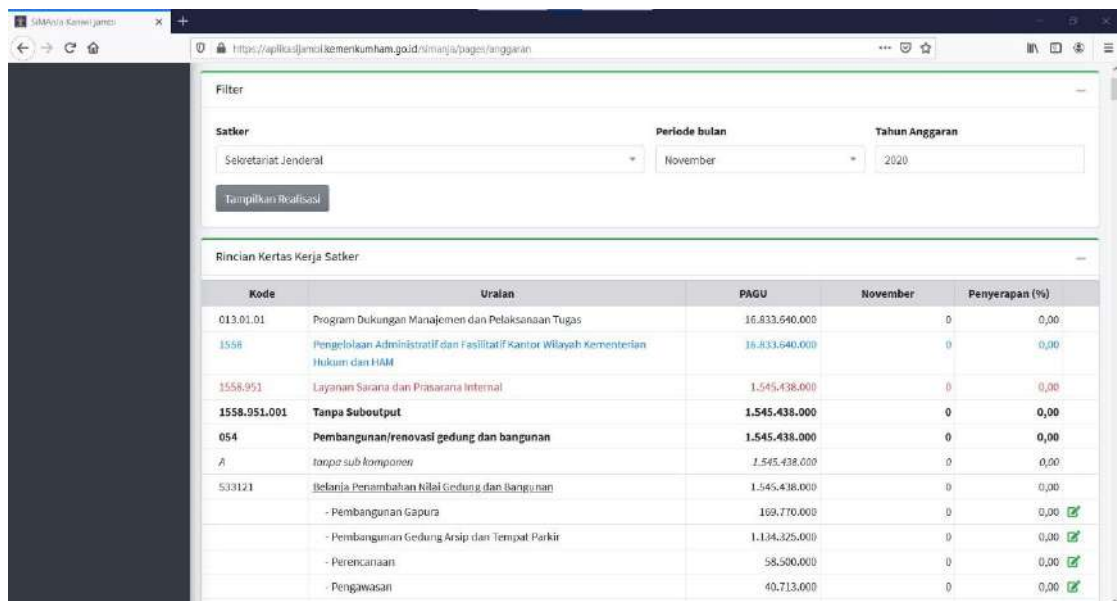 SiMAnja Kanwil Jambi
https://aplikasijambi.kemenkumham.go.id/simanja/pages/anggaran
Filter
Satker Periode bulan Tahun Anggaran
Sekretariat Jenderal November 2020
Tampilkan Realisasi
Rincian Kertas Kerja Satker
Kode Uraian PAGU November Penyerapan (%)
013.01.01 Program Dukungan Manajemen dan Pelaksanaan Tugas 16.833.640.000 0 0,00
1558 Pengelolaan Administratif dan Fasilitatif Kantor Wilayah Kementerian 16.833.640.000 0 0,00
Hukum dan HAM
1558.951 Layanan Sarana dan Prasarana Internal 1.545.438.000 0 0,00
1558.951.001 Tanpa Suboutput 1.545.438.000 0 0,00
054 Pembangunan/renovasi gedung dan bangunan 1.545.438.000 0 0,00
A tanpa sub komponen 1.545.438.000 0 0,00
533121 Belanja Penambahan Nilai Gedung dan Bangunan 1.545.438.000 0 0,00
- Pembangunan Gapura 169.770.000 0 0,00
- Pembangunan Gedung Arsip dan Tempat Parkir 1.134.325.000 0 0,00
- Perencanaan 58.500.000 0 0,00
- Pengawasan 40.713.000 0 0,00